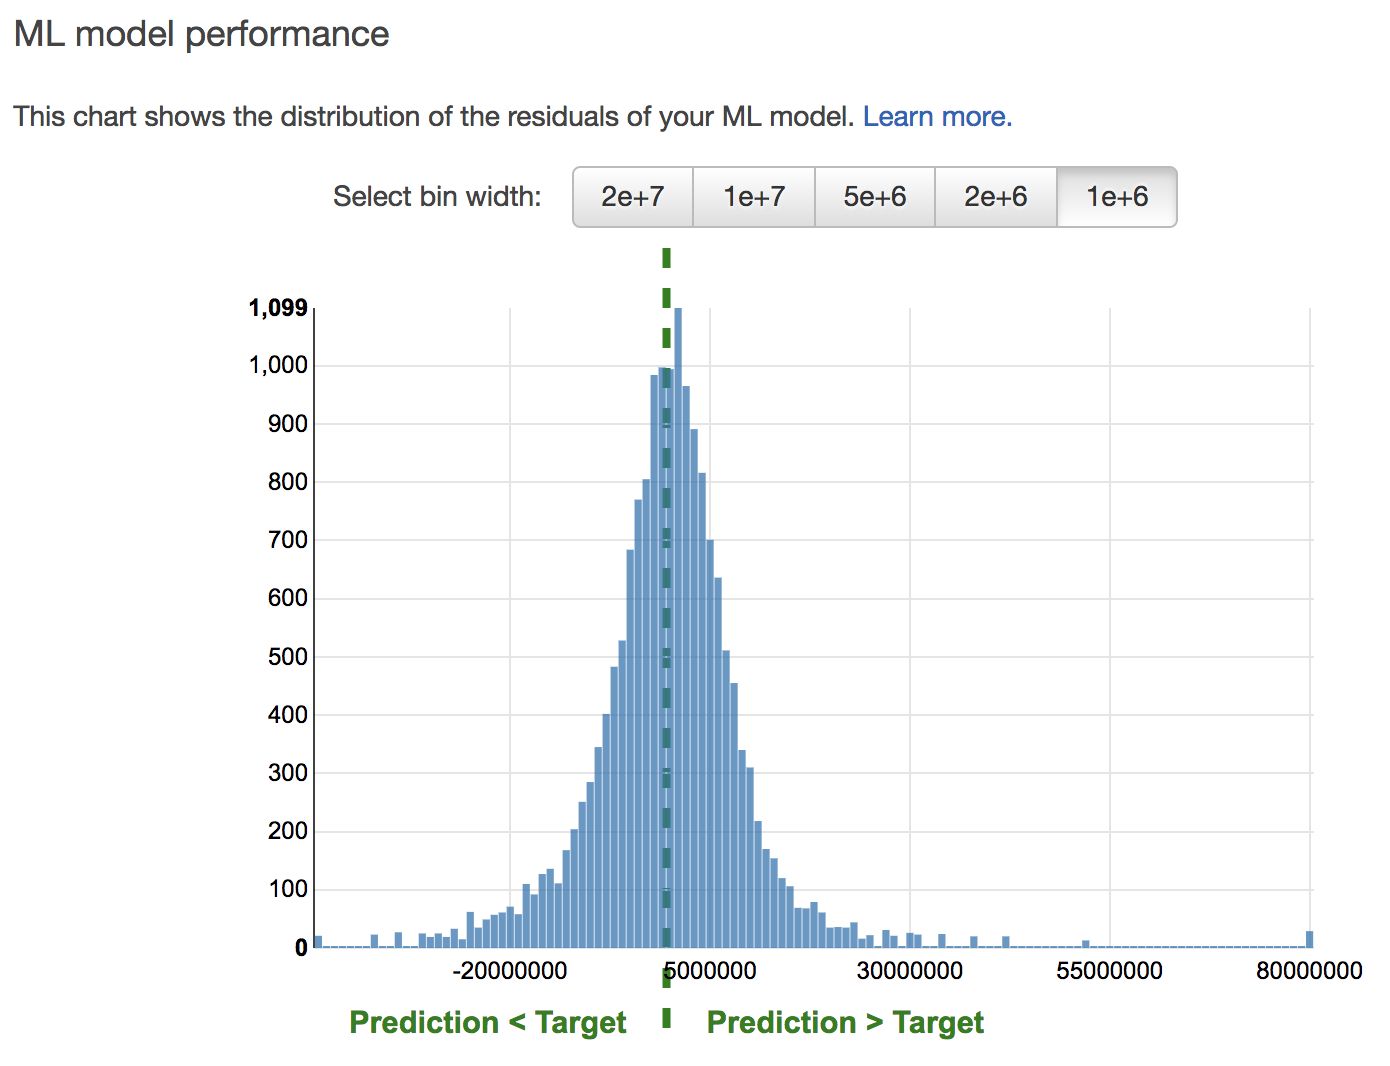 ML model performance
This chart shows the distribution of the residuals of your ML model. Learn more.
Select bin width: 2e+7 1e+7 5e+6 2e+6 1e+6
1,099
1,000
900
800
700
600
500
400
300
200
100
0
-20000000 5000000 30000000 55000000 80000000
Prediction < Target Prediction > Target